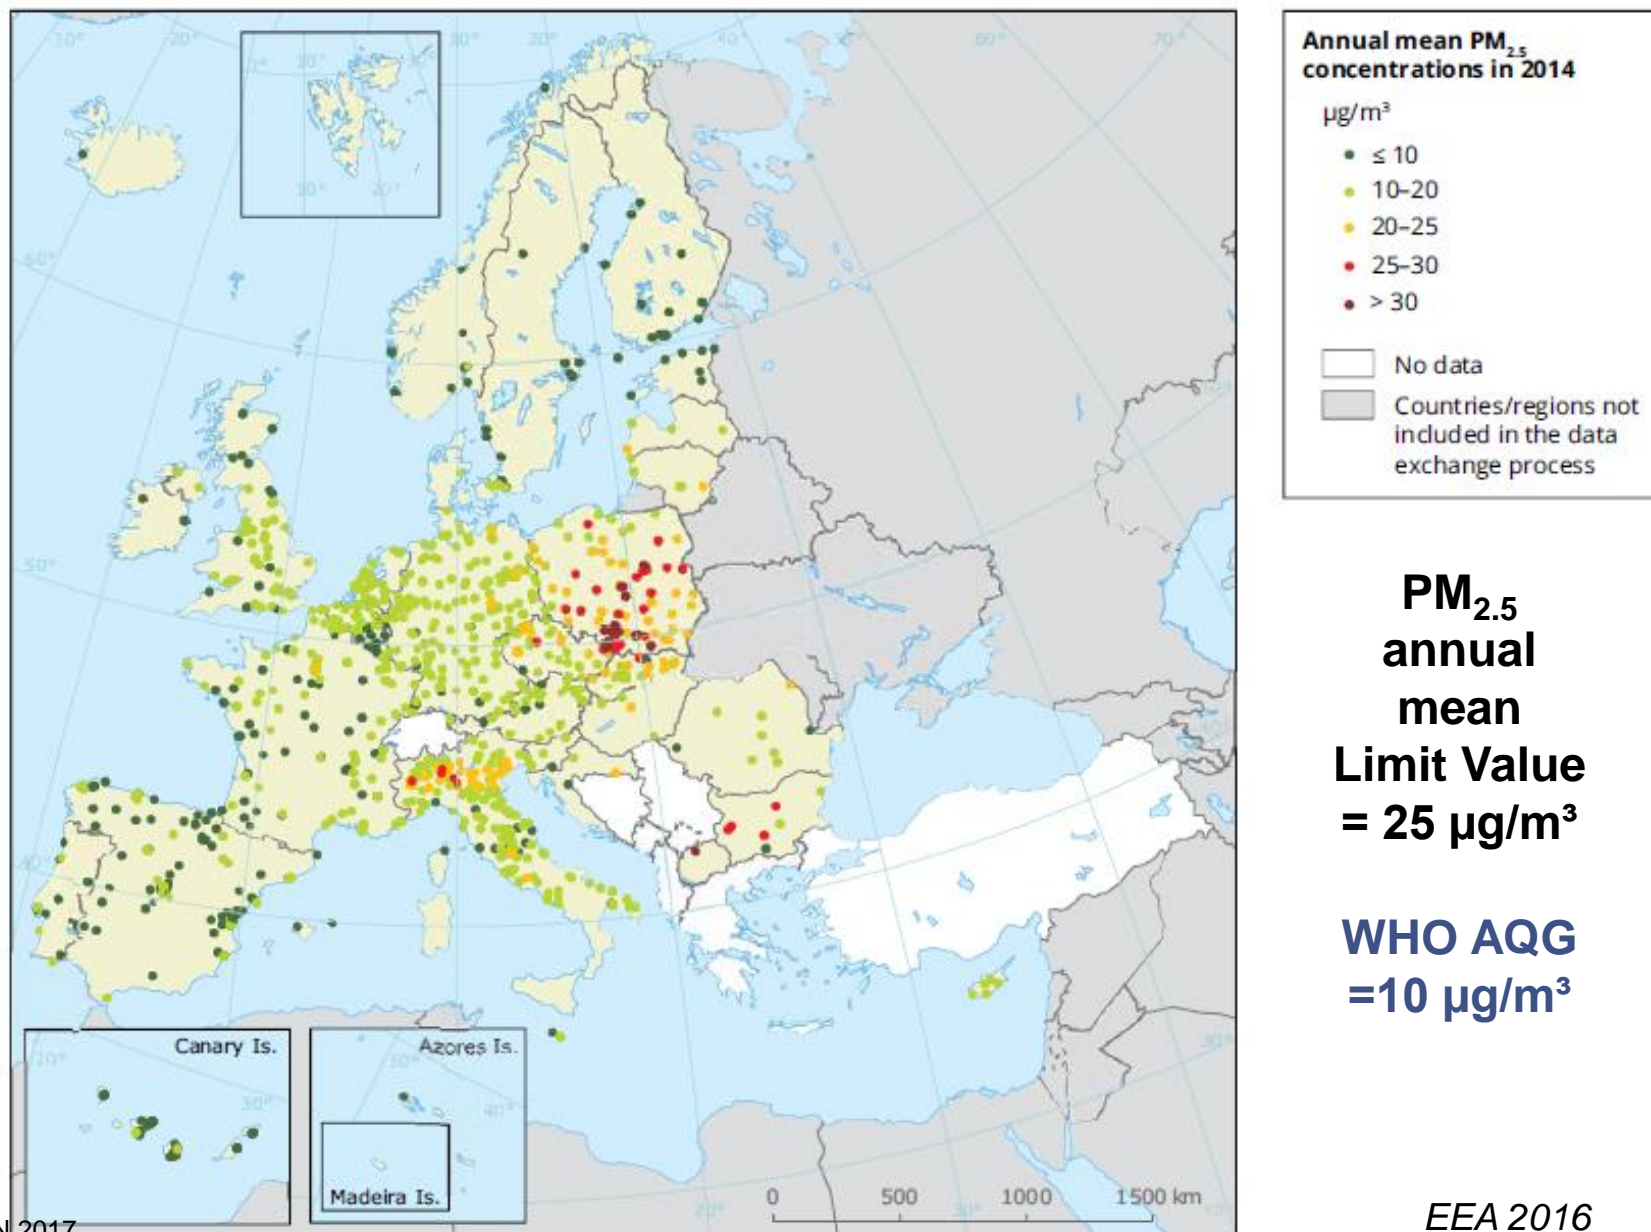 Annual mean PM2.5
concentrations in 2014
µg/m³
≤ 10
10–20
20–25
25–30
> 30
No data
Countries/regions not
included in the data
exchange process
PM2.5
annual
mean
Limit Value
= 25 µg/m³
WHO AQG
=10 µg/m³
Canary Is.
Azores Is.
Madeira Is.
0 500 1000 1500 km
2017
EEA 2016